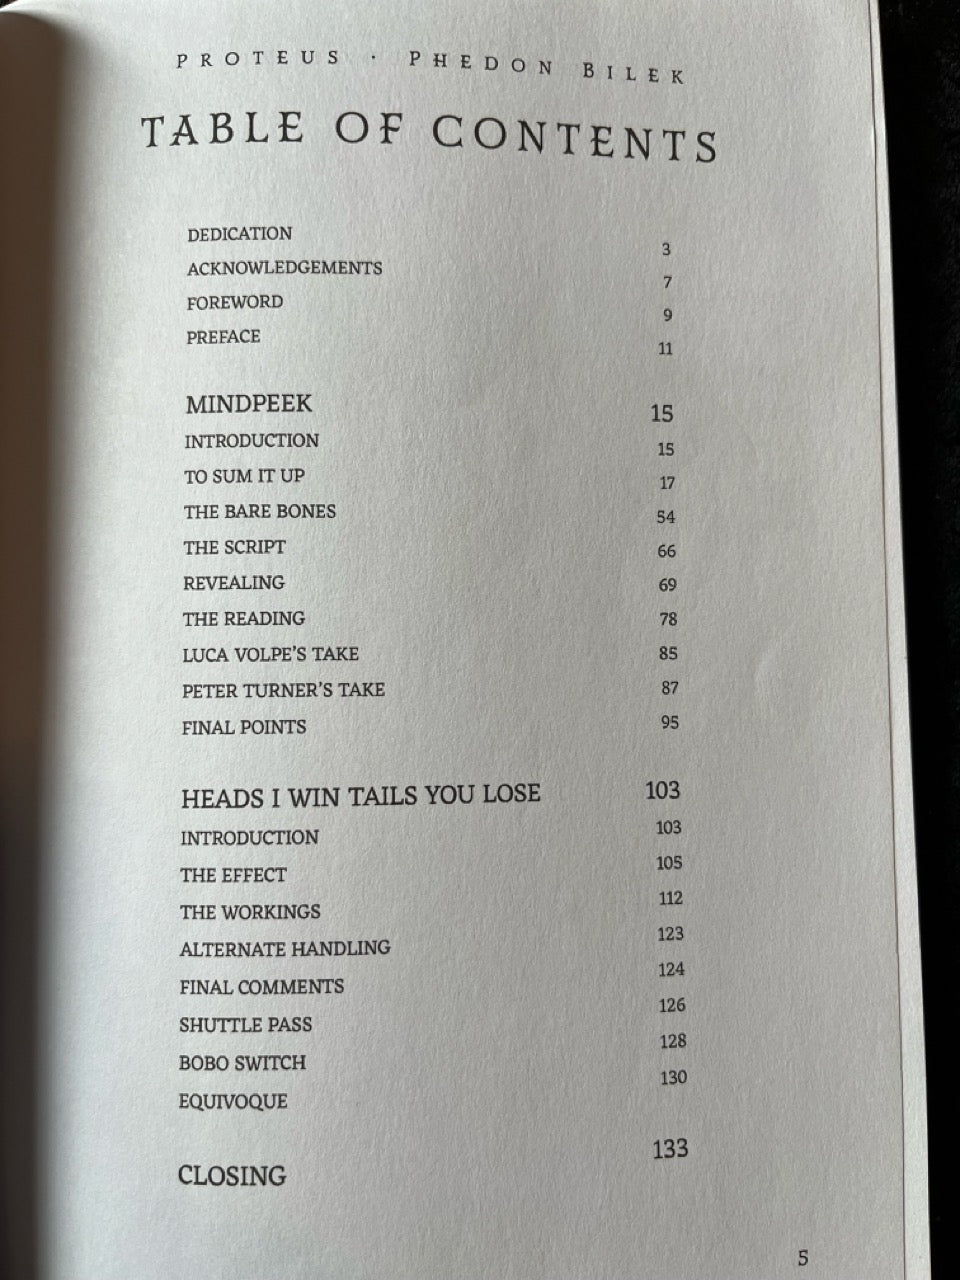 PROTEUS · PHEDON BILEK
TABLE OF CONTENTS
DEDICATION 3
ACKNOWLEDGEMENTS 7
FOREWORD 9
PREFACE 11
MINDPEEK 15
INTRODUCTION 15
TO SUM IT UP 17
THE BARE BONES 54
THE SCRIPT 66
REVEALING 69
THE READING 78
LUCA VOLPE'S TAKE 85
PETER TURNER'S TAKE 87
FINAL POINTS 95
HEADS I WIN TAILS YOU LOSE 103
INTRODUCTION 103
THE EFFECT 105
THE WORKINGS 112
ALTERNATE HANDLING 123
FINAL COMMENTS 124
SHUTTLE PASS 126
BOBO SWITCH 128
EQUIVOQUE 130
CLOSING 133
5